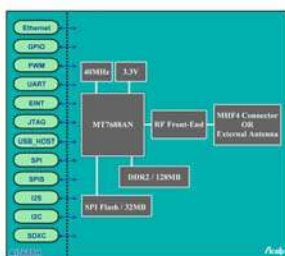 Ethernet
GPIO
PWM
UART
EINT
JTAG
USB_HOST
SPI
SPIS
I2S
I2C
SDXC
40MHz
3.3V
MT7688AN
RF Front-End
MHF4 Connector
OR
External Antenna
DDR2 / 128MB
SPI Flash / 32MB